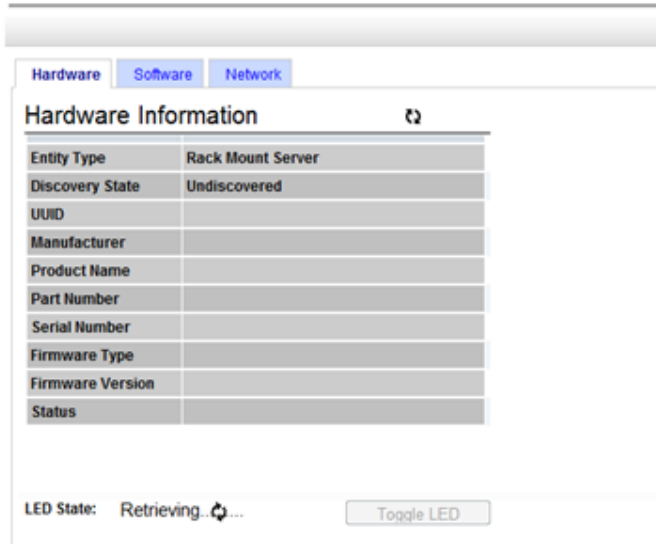 Hardware Software Network
Hardware Information
Entity Type Rack Mount Server
Discovery State Undiscovered
UUID
Manufacturer
Product Name
Part Number
Serial Number
Firmware Type
Firmware Version
Status
LED State: Retrieving..... Toggle LED